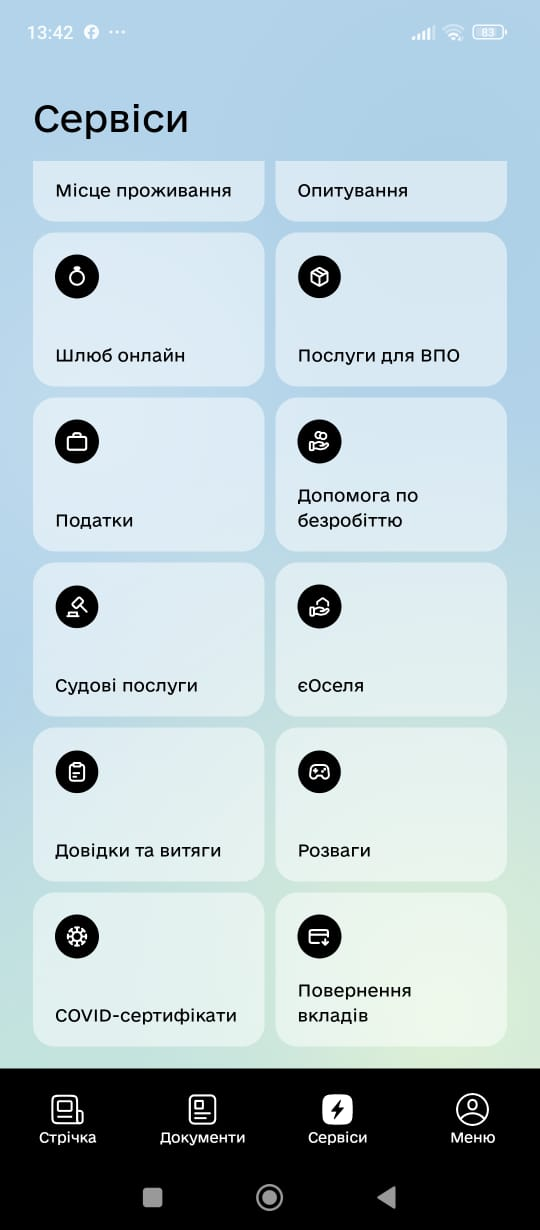 13:42
83
Сервіси
Місце проживання
Опитування
Шлюб онлайн
Послуги для ВПО
Податки
Допомога по
безробіттю
Судові послуги
єОселя
Довідки та витяги
Розваги
COVID-сертифікати
Повернення
вкладів
Стрічка
Документи
Сервіси
Меню